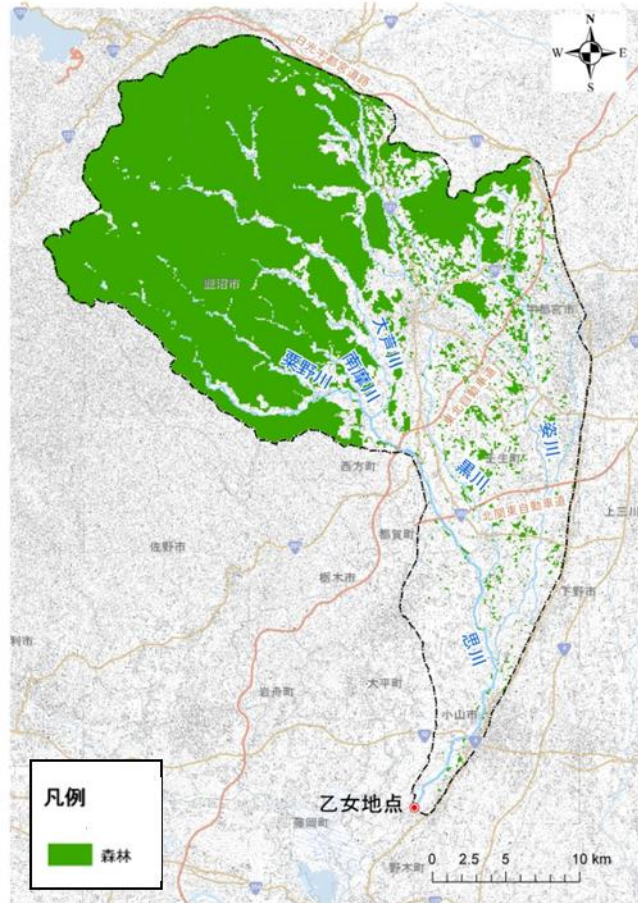 N
W E
S
日光宇都宮道路
鹿沼市
宇都宮市
大芦川
南摩川
粟野川
東北自動車道
姿川
黒川
壬生町
西方町
北関東自動車道
上三川
都賀町
佐野市
栃木市
下野市
利市
思川
大平町
岩舟町
小山市
乙女地点
藤岡町
野木町
凡例
森林
0 2.5 5 10 km